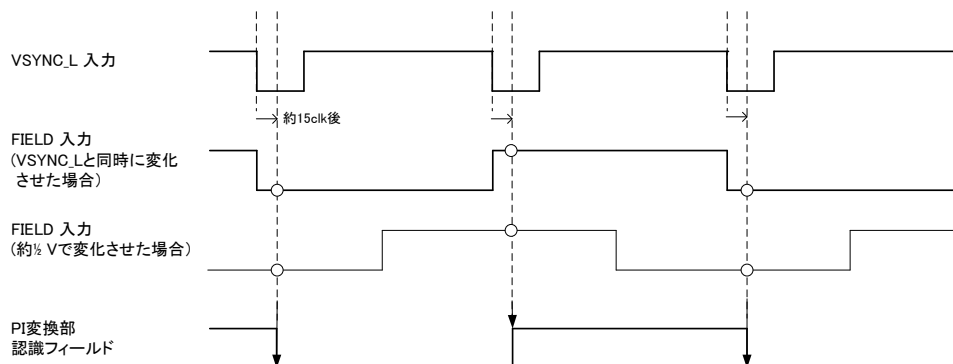 VSYNC_L 入力
約15clk後
FIELD 入力
(VSYNC_Lと同時に変化
させた場合)
FIELD 入力
(約½ Vで変化させた場合)
PI変換部
認識フィールド